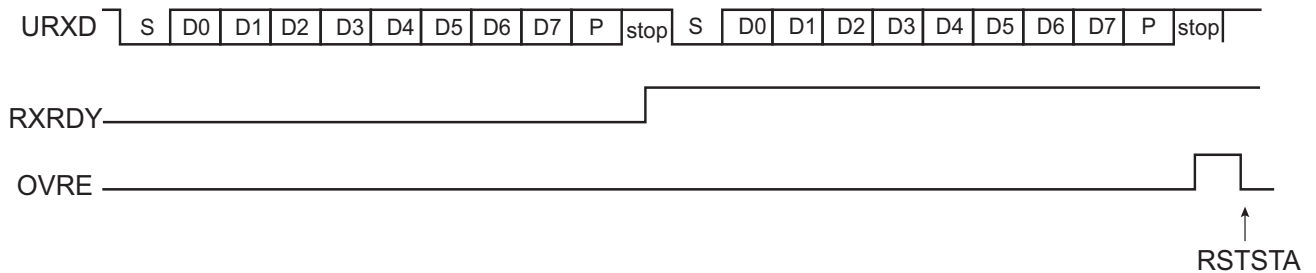 URXD S D0 D1 D2 D3 D4 D5 D6 D7 P stop S D0 D1 D2 D3 D4 D5 D6 D7 P stop
RXRDY
OVRE
RSTSTA